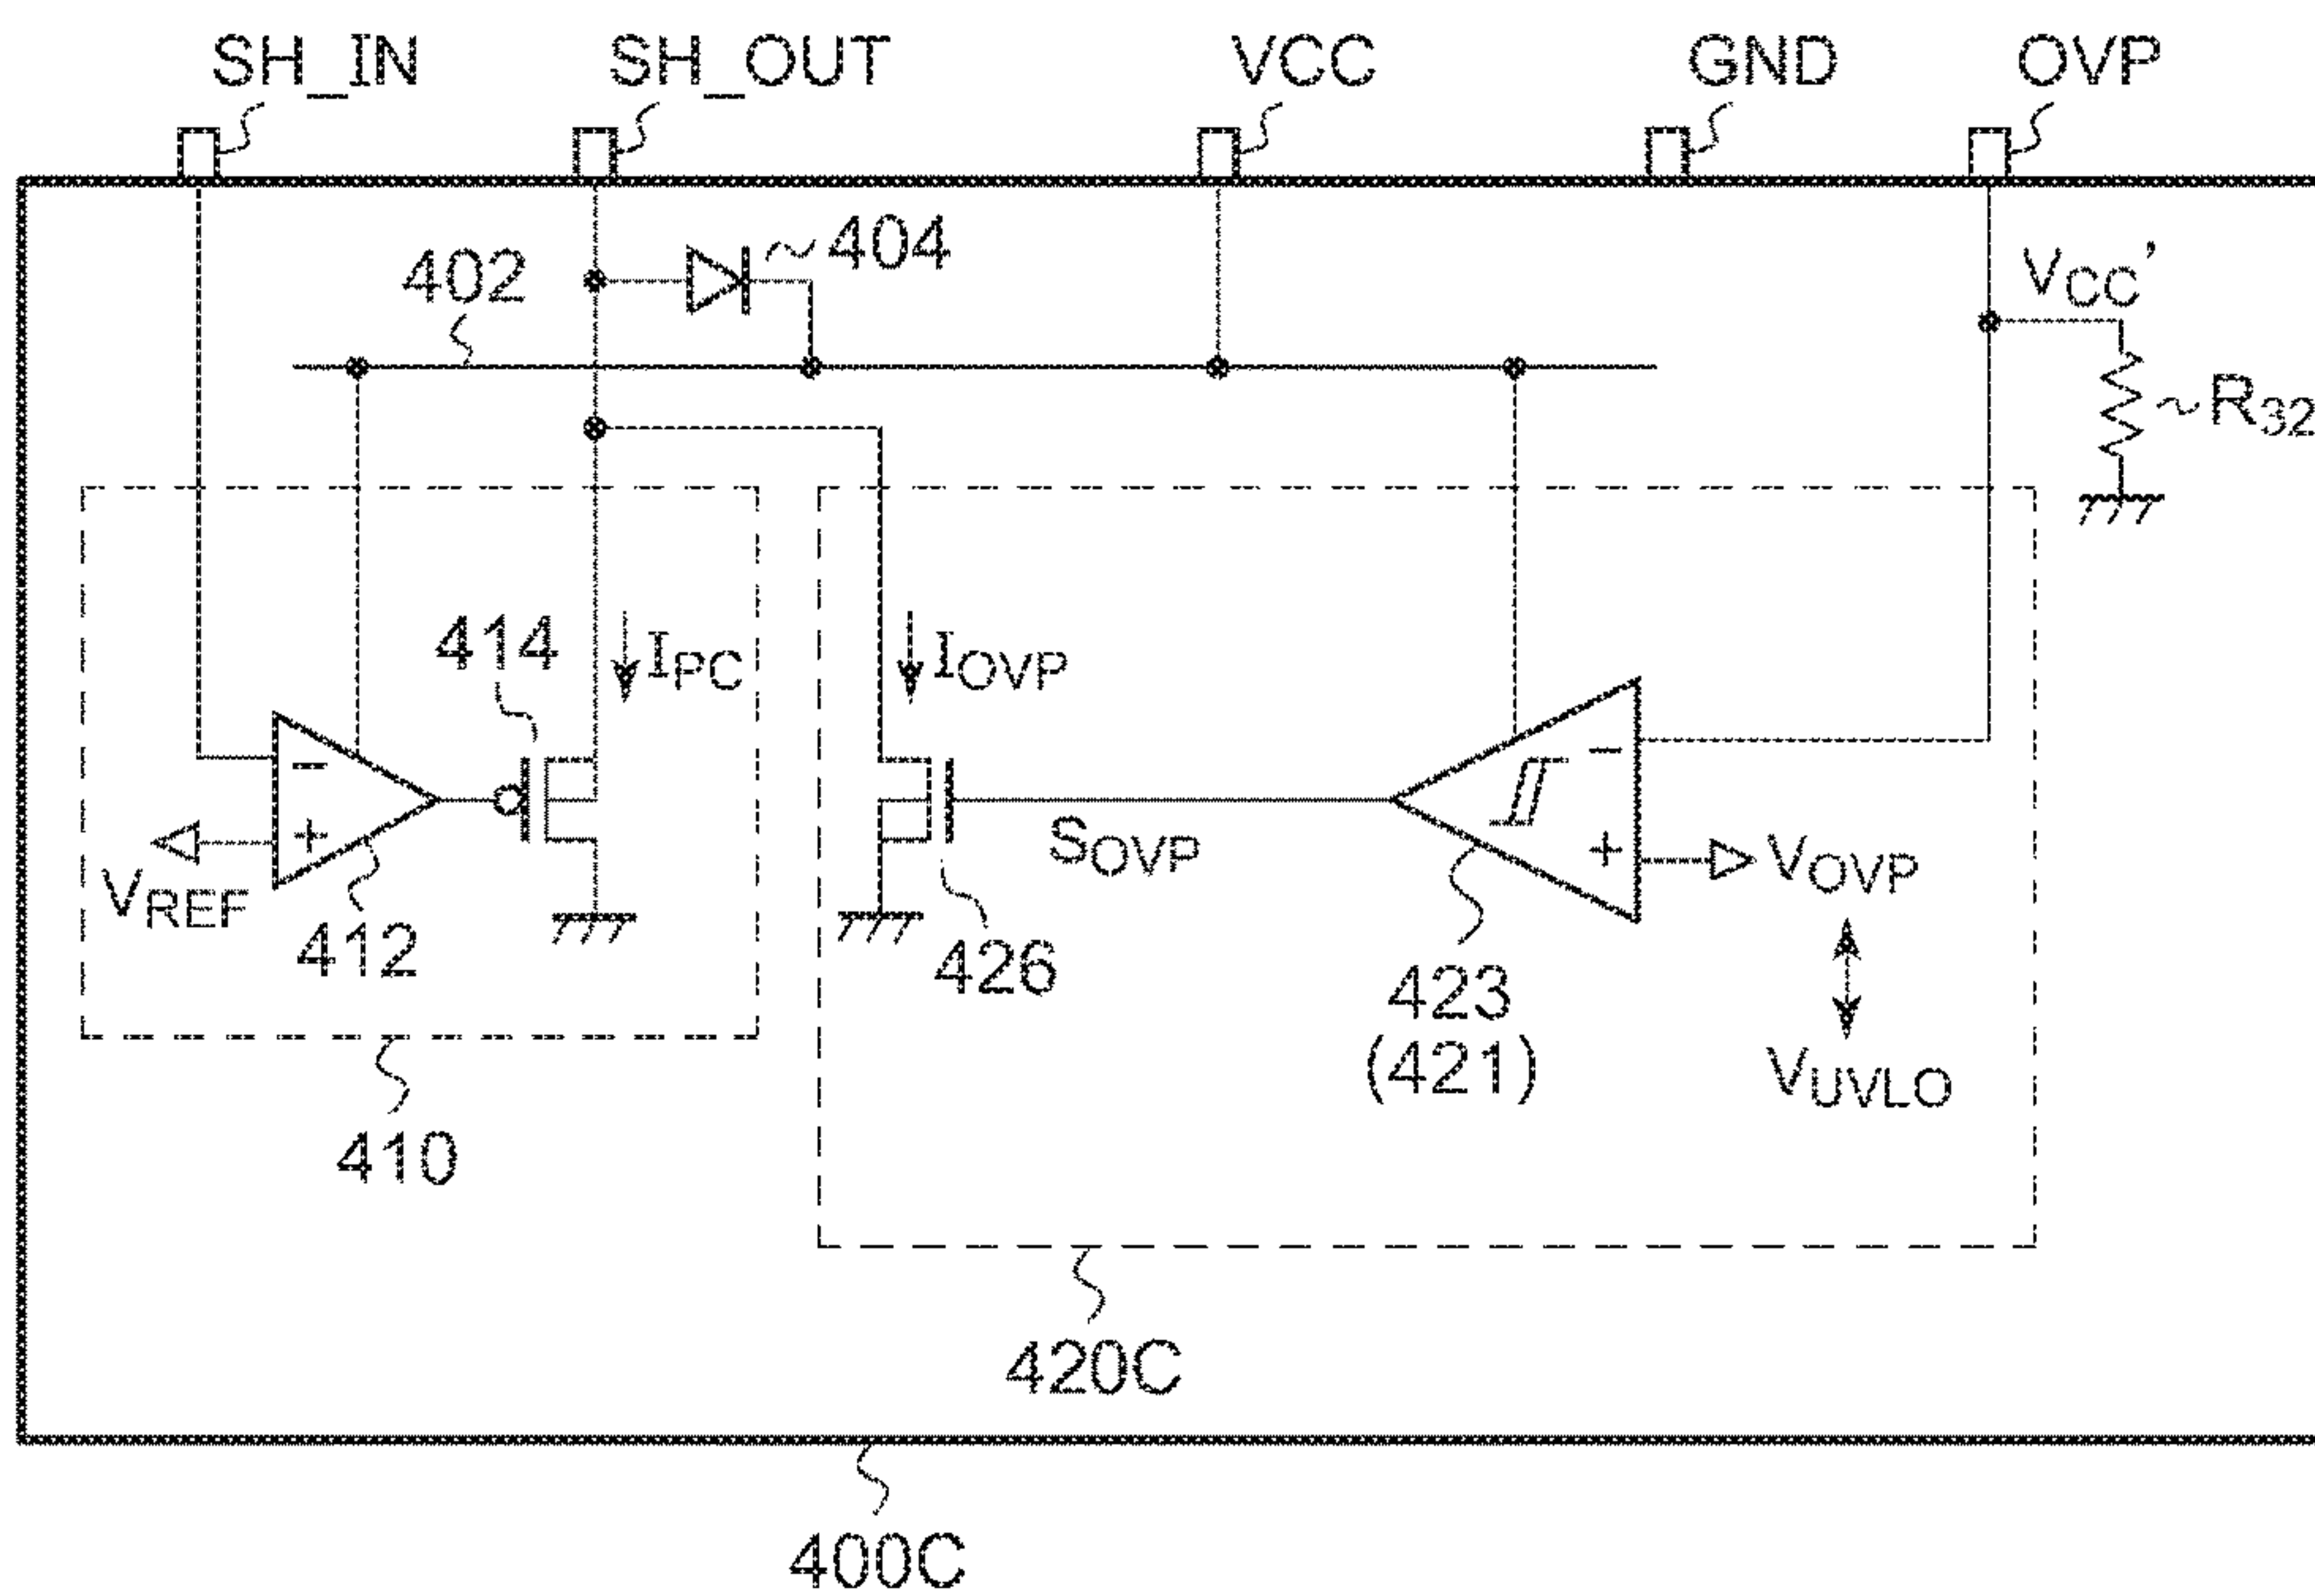 SH_IN SH_OUT VCC GND OVP
404
402
VCC'
R32
414
IPC
IOVP
−
+
VREF
412
SOVP
426
−
+
VOVP
423
(421)
VUVLO
410
420C
400C